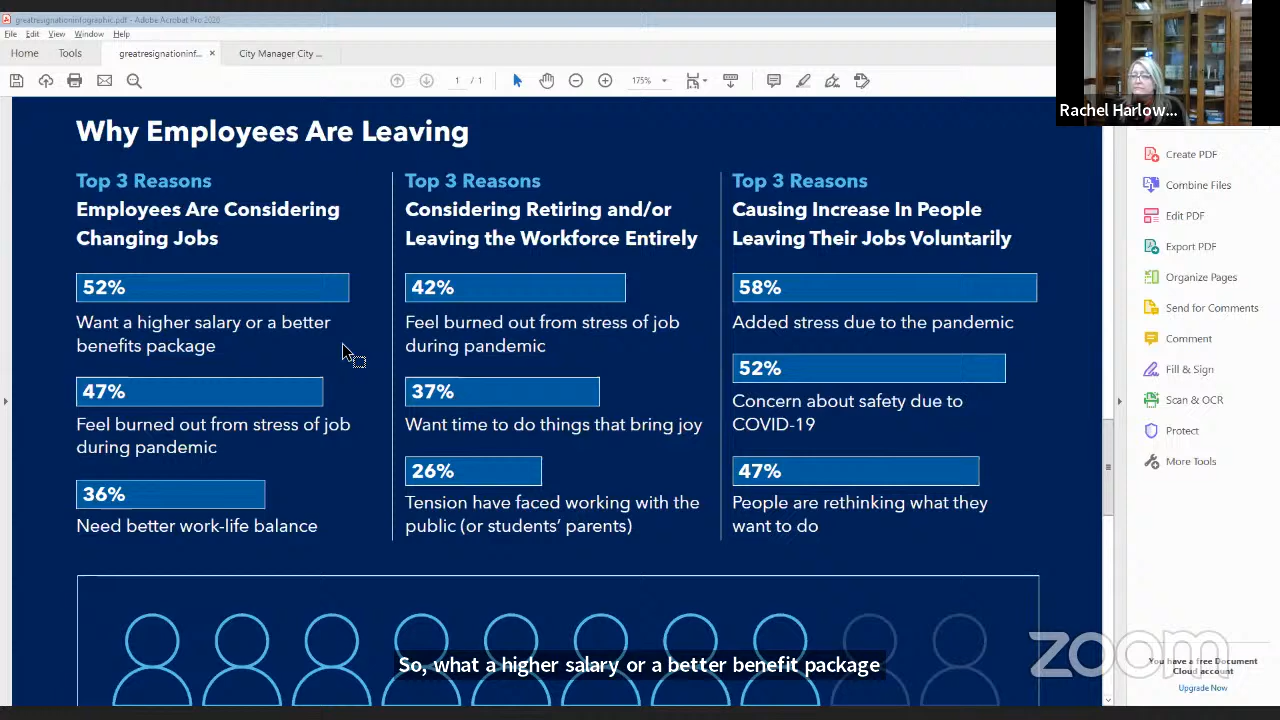 greatresignationinfographic.pdf - Adobe Acrobat Pro 2020
File Edit View Window Help
Home Tools greatresignationinf... × City Manager City ...
1 / 1 175%
Rachel Harlow...
Why Employees Are Leaving
Top 3 Reasons
Employees Are Considering
Changing Jobs
52%
Want a higher salary or a better
benefits package
47%
Feel burned out from stress of job
during pandemic
36%
Need better work-life balance
Top 3 Reasons
Considering Retiring and/or
Leaving the Workforce Entirely
42%
Feel burned out from stress of job
during pandemic
37%
Want time to do things that bring joy
26%
Tension have faced working with the
public (or students' parents)
Top 3 Reasons
Causing Increase In People
Leaving Their Jobs Voluntarily
58%
Added stress due to the pandemic
52%
Concern about safety due to
COVID-19
47%
People are rethinking what they
want to do
Create PDF
Combine Files
Edit PDF
Export PDF
Organize Pages
Send for Comments
Comment
Fill & Sign
Scan & OCR
Protect
More Tools
You have a free Document
Cloud account
Upgrade Now
zoom
So, what a higher salary or a better benefit package